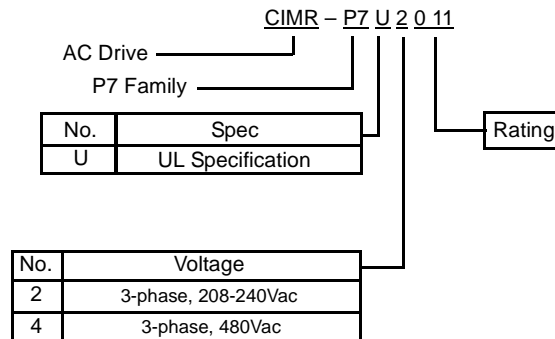 CIMR – P7 U 2 0 11
AC Drive
P7 Family
No. Spec
U UL Specification
Rating
No. Voltage
2 3-phase, 208-240Vac
4 3-phase, 480Vac